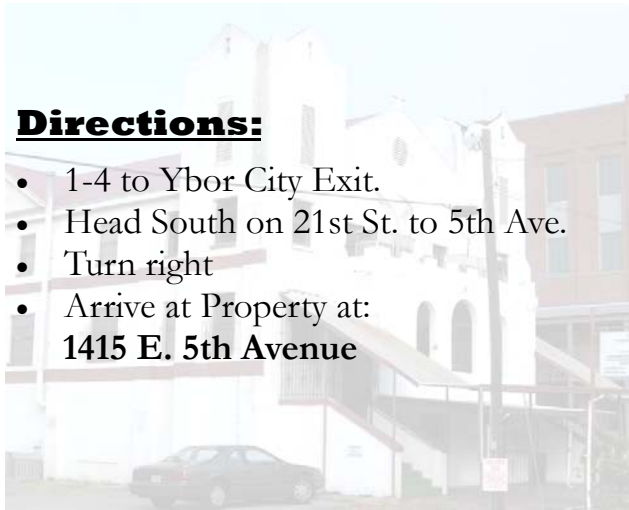 Directions:
• 1-4 to Ybor City Exit.
• Head South on 21st St. to 5th Ave.
• Turn right
• Arrive at Property at:
1415 E. 5th Avenue